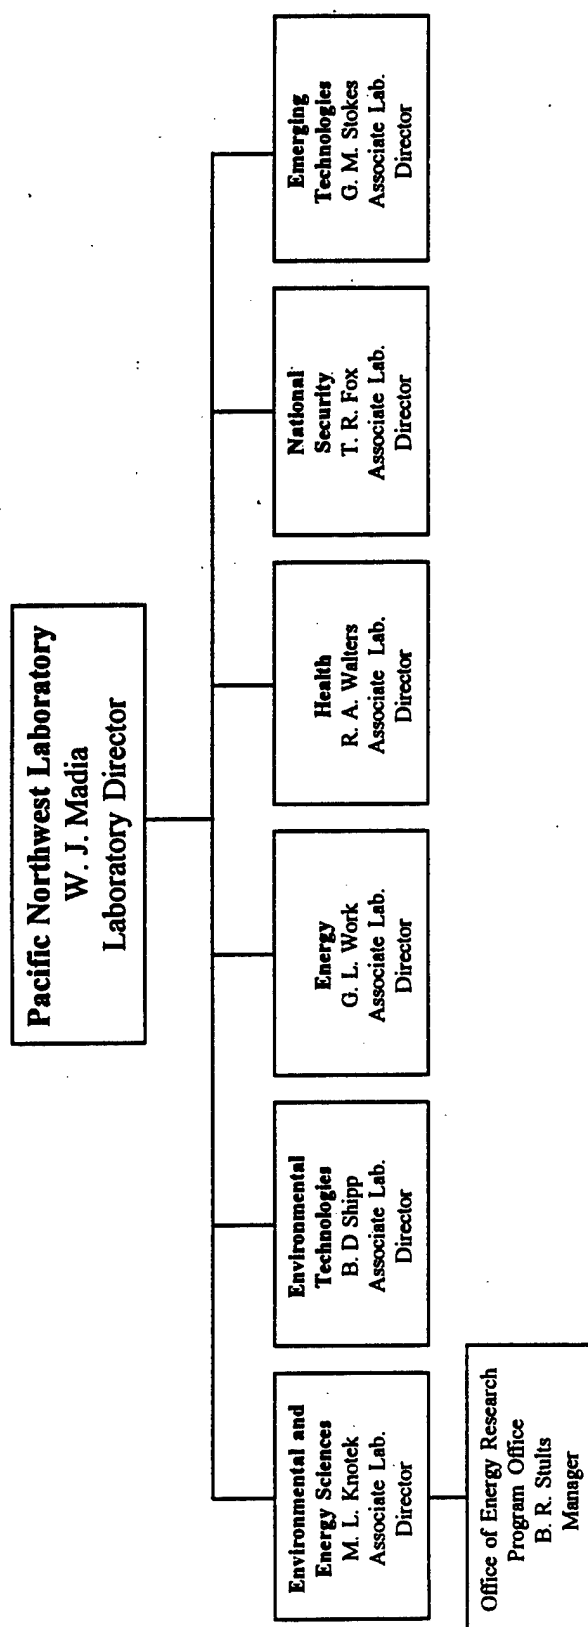 Pacific Northwest Laboratory
W. J. Madia
Laboratory Director
Environmental and
Energy Sciences
M. L. Knotek
Associate Lab.
Director
Environmental
Technologies
B. D Shipp
Associate Lab.
Director
Energy
G. L. Work
Associate Lab.
Director
Health
R. A. Walters
Associate Lab.
Director
National
Security
T. R. Fox
Associate Lab.
Director
Emerging
Technologies
G. M. Stokes
Associate Lab.
Director
Office of Energy Research
Program Office
B. R. Stults
Manager